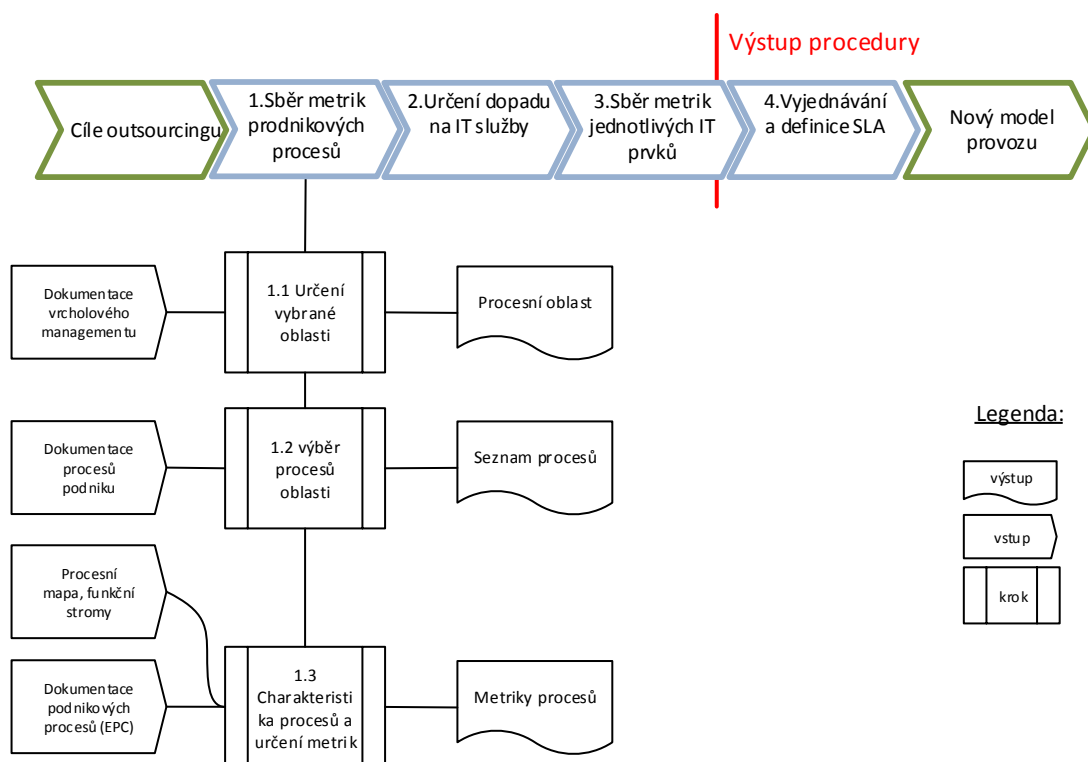 Výstup procedury
Cíle outsourcingu
1.Sběr metrik
prodnikových
procesů
2.Určení dopadu
na IT služby
3.Sběr metrik
jednotlivých IT
prvků
4.Vyjednávání
a definice SLA
Nový model
provozu
Dokumentace
vrcholového
managementu
1.1 Určení
vybrané
oblasti
Procesní oblast
Dokumentace
procesů
podniku
1.2 výběr
procesů
oblasti
Seznam procesů
Procesní
mapa, funkční
stromy
Dokumentace
podnikových
procesů (EPC)
1.3
Charakteristi
ka procesů a
určení metrik
Metriky procesů
Legenda:
výstup
vstup
krok